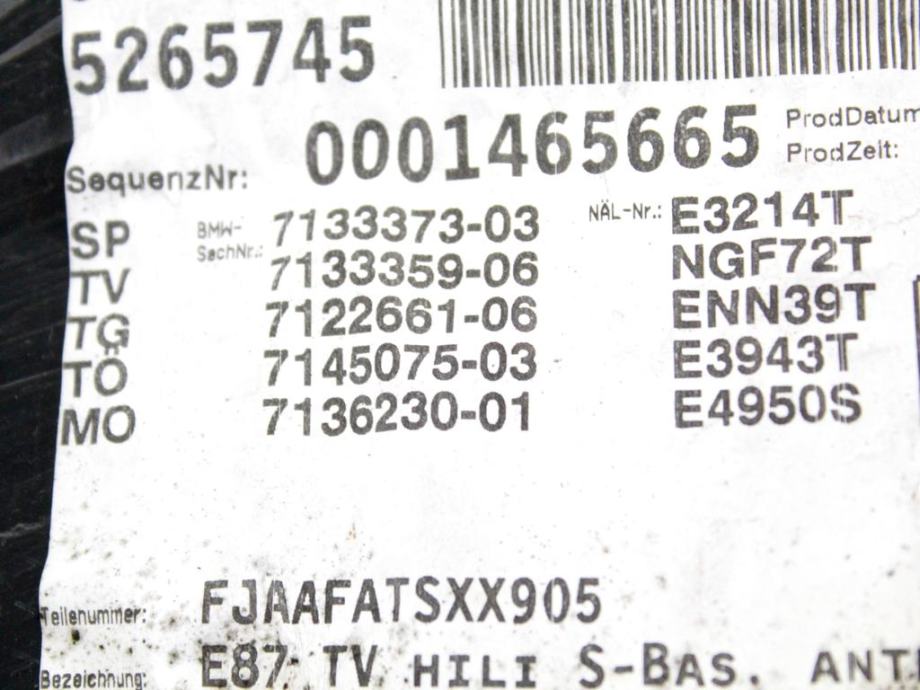 5265745
SequenzNr: 0001465665 ProdDatum
ProdZeit:
SP BMW-SachNr.: 7133373-03 NÄL-Nr.: E3214T
TV 7133359-06 NGF72T
TG 7122661-06 ENN39T
TÖ 7145075-03 E3943T
MO 7136230-01 E4950S
Teilenummer: FJAAFATSXX905
Bezeichnung: E87: TV HILI S-BAS. ANT